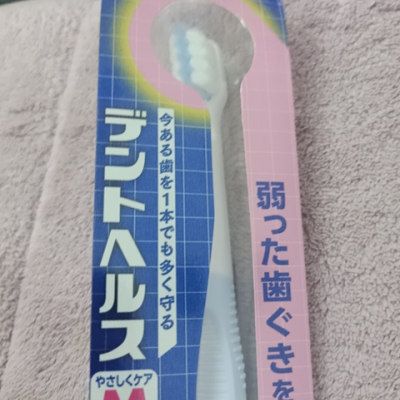 デントヘルス
今ある歯を1本でも多く守る
弱った歯ぐきを
やさしくケア
M